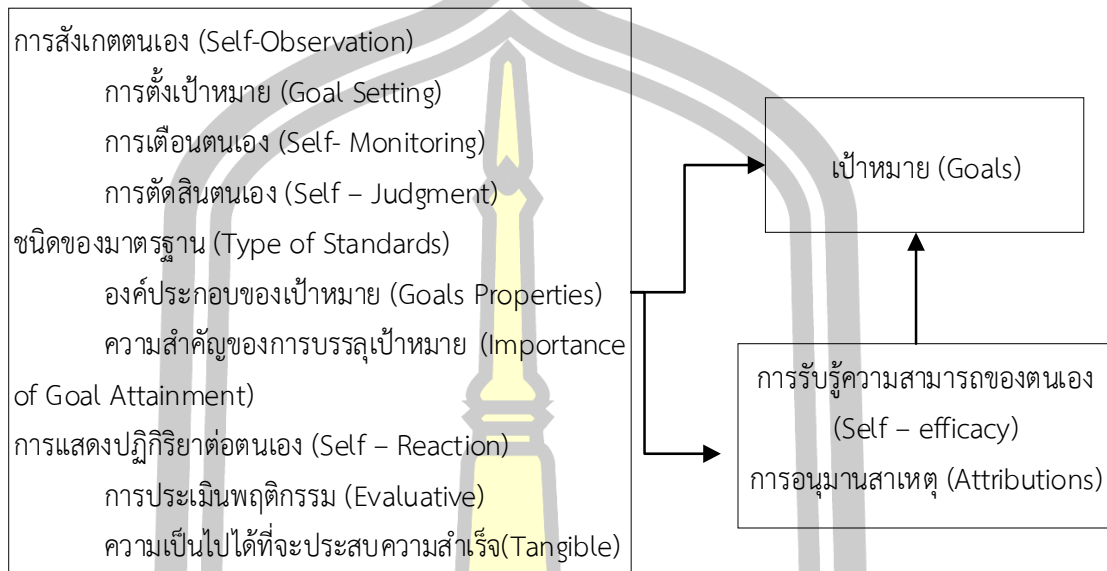 การสังเกตตนเอง (Self-Observation)
การตั้งเป้าหมาย (Goal Setting)
การเตือนตนเอง (Self- Monitoring)
การตัดสินตนเอง (Self – Judgment)
ชนิดของมาตรฐาน (Type of Standards)
องค์ประกอบของเป้าหมาย (Goals Properties)
ความสำคัญของการบรรลุเป้าหมาย (Importance
of Goal Attainment)
การแสดงปฏิกิริยาต่อตนเอง (Self – Reaction)
การประเมินพฤติกรรม (Evaluative)
ความเป็นไปได้ที่จะประสบความสำเร็จ(Tangible)
เป้าหมาย (Goals)
การรับรู้ความสามารถของตนเอง
(Self – efficacy)
การอนุมานสาเหตุ (Attributions)